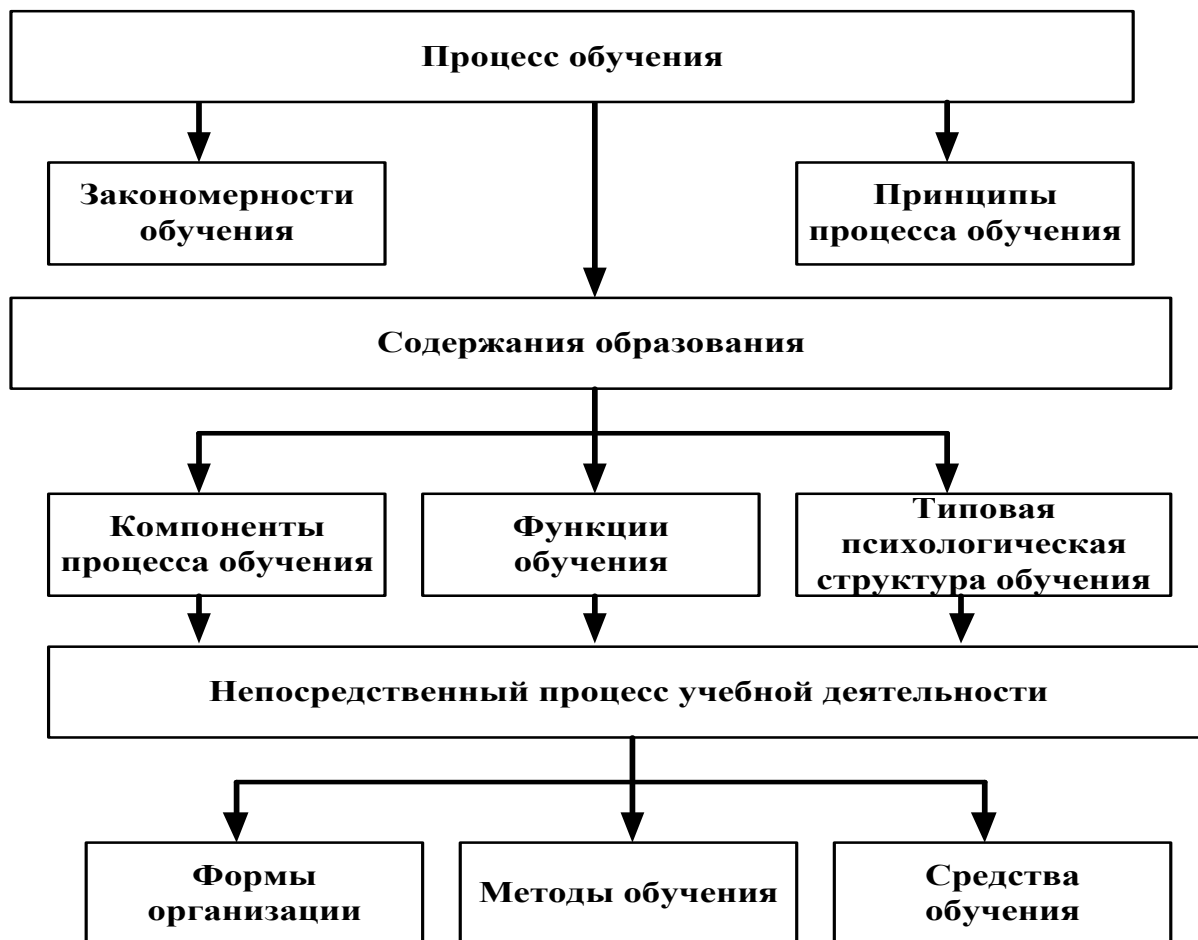 Процесс обучения
Закономерности
обучения
Принципы
процесса обучения
Содержания образования
Компоненты
процесса обучения
Функции
обучения
Типовая
психологическая
структура обучения
Непосредственный процесс учебной деятельности
Формы
организации
Методы обучения
Средства
обучения